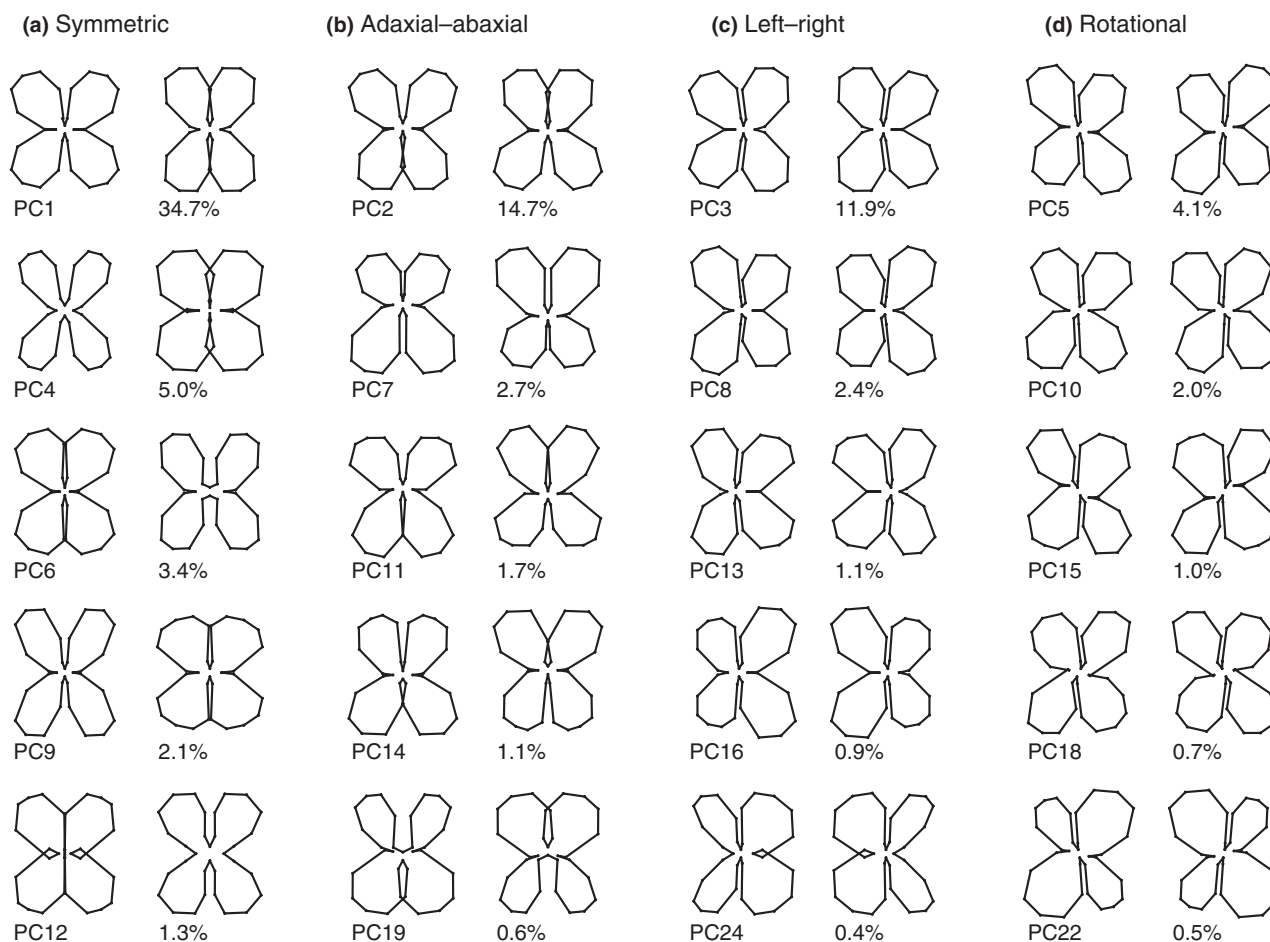 (a) Symmetric (b) Adaxial–abaxial (c) Left–right (d) Rotational
PC1 34.7% PC2 14.7% PC3 11.9% PC5 4.1%
PC4 5.0% PC7 2.7% PC8 2.4% PC10 2.0%
PC6 3.4% PC11 1.7% PC13 1.1% PC15 1.0%
PC9 2.1% PC14 1.1% PC16 0.9% PC18 0.7%
PC12 1.3% PC19 0.6% PC24 0.4% PC22 0.5%